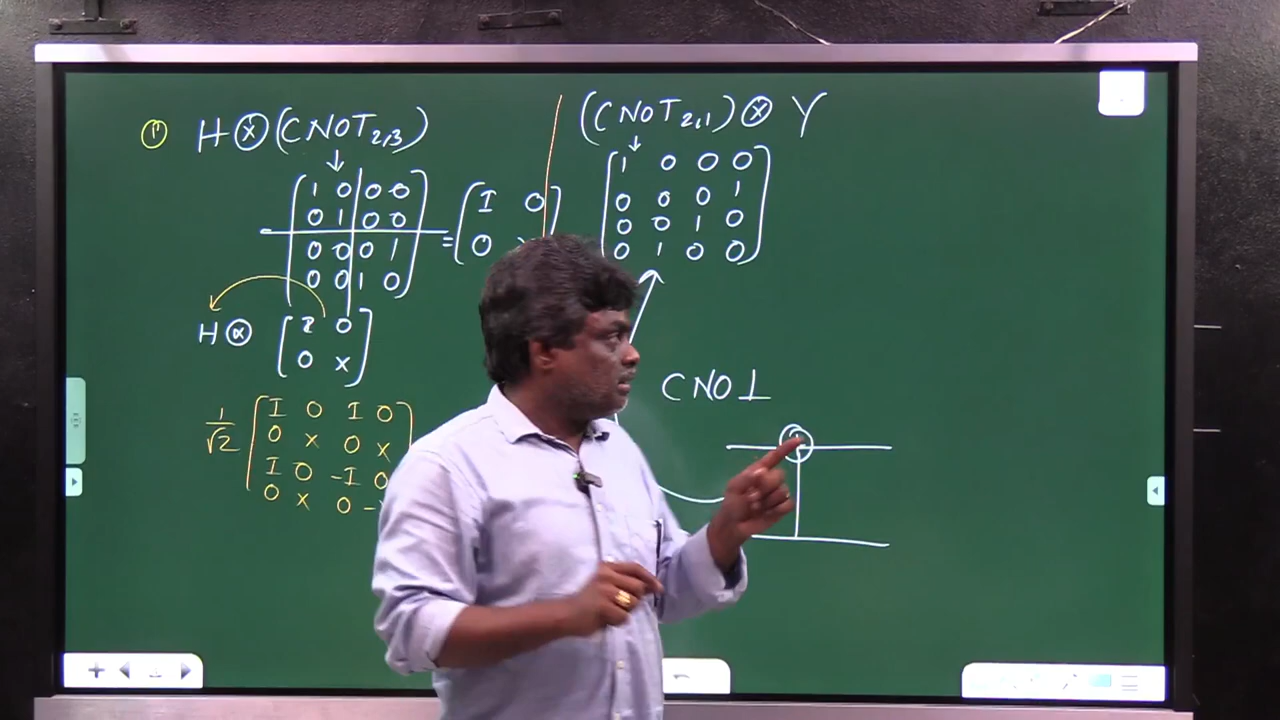 ① H⊗(CNOT₂,₃)
↓
[1 0 0 0
0 1 0 0
0 0 0 1
0 0 1 0]
= [I 0
0
H⊗ [I 0
0 x]
1/√2 [I 0 I 0
0 x 0 x
I 0 -I 0
0 x 0 -
(CNOT₂,₁)⊗ Y
↓
[1 0 0 0
0 0 0 1
0 0 1 0
0 1 0 0]
CNOT